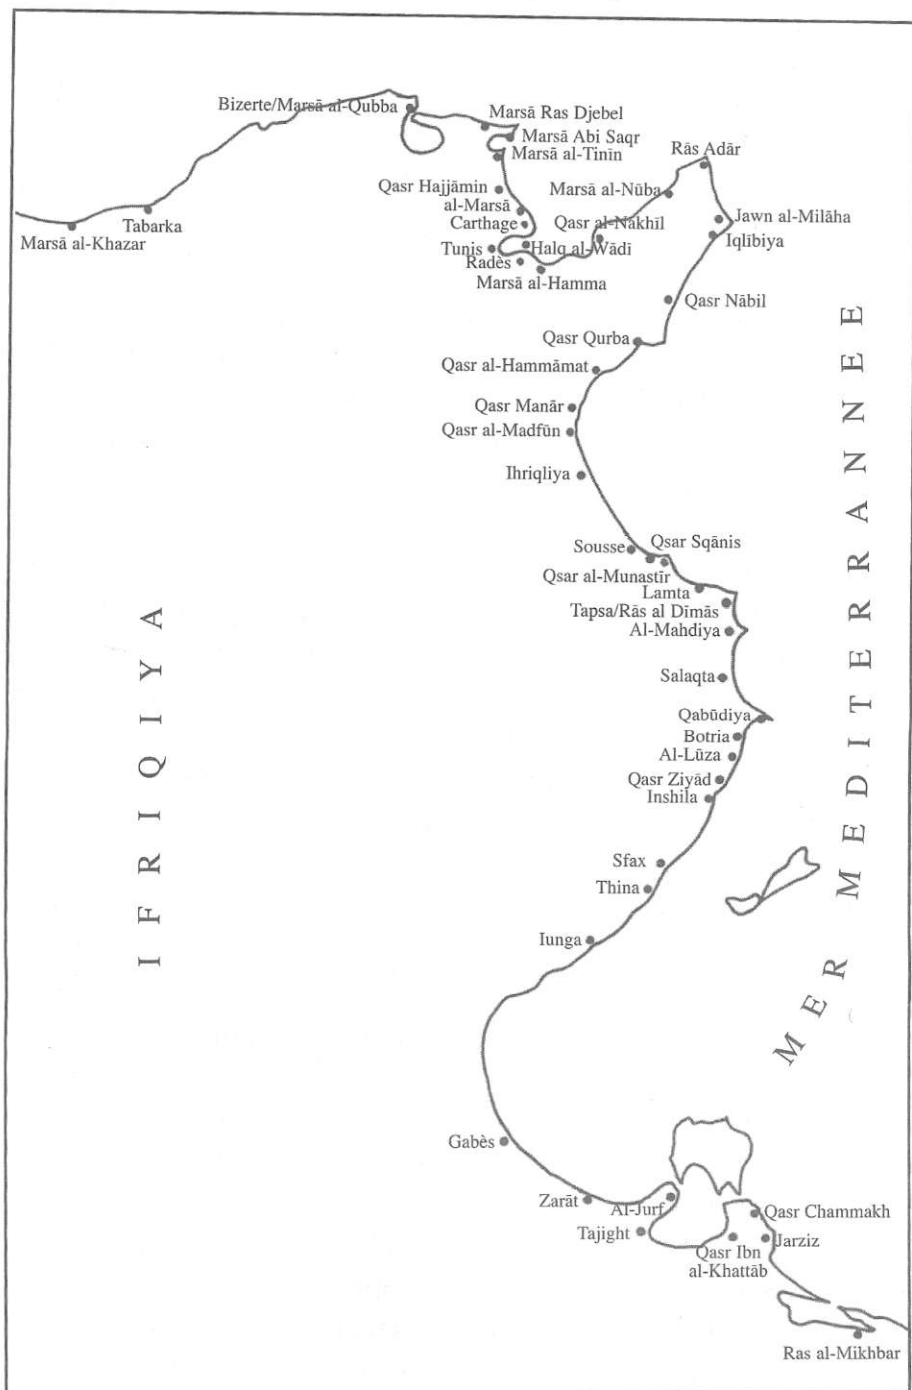 Bizerte/Marsā al-Qubba
Marsā Ras Djebel
Marsā Abi Saqr
Marsā al-Tinīn
Rās Adār
Qasr Hajjāmin
al-Marsā
Marsā al-Nūba
Tabarka
Carthage
Qasr al-Nakhīl
Jawn al-Milāha
Marsā al-Khazar
Tunis
Halq al-Wādī
Iqlībiya
Radès
Marsā al-Hamma
Qasr Nābil
Qasr Qurba
Qasr al-Hammāmat
Qasr Manār
Qasr al-Madfūn
Ihriqliya
Sousse
Qsar Sqānis
Qsar al-Munastīr
Lamta
Tapsa/Rās al Dīmās
Al-Mahdiya
Salaqta
Qabūdiya
Botria
Al-Lūza
Qasr Ziyād
Inshila
Sfax
Thina
Iunga
IFRIQIYA
MER MEDITERRANNEE
Gabès
Zarāt
Al-Jurf
Tajight
Qasr Chammakh
Jarziz
Qasr Ibn
al-Khattāb
Ras al-Mikhbar